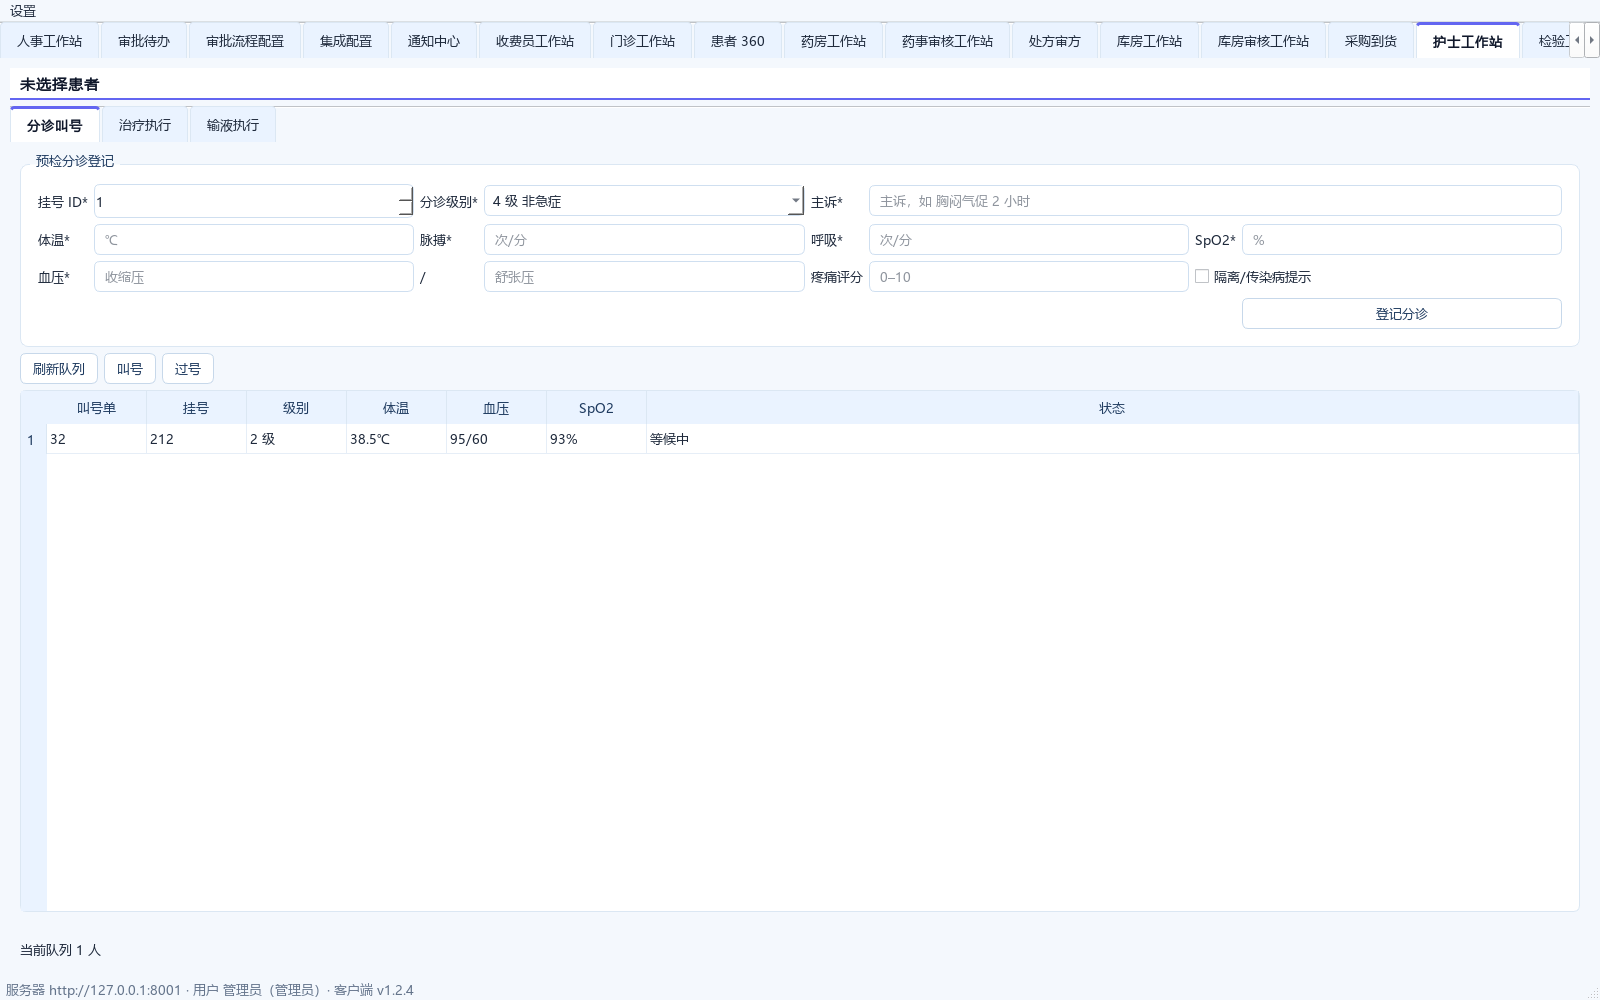 设置
人事工作站 审批待办 审批流程配置 集成配置 通知中心 收费员工作站 门诊工作站 患者 360 药房工作站 药事审核工作站 处方审方 库房工作站 库房审核工作站 采购到货 护士工作站 检验
未选择患者
分诊叫号 治疗执行 输液执行
预检分诊登记
挂号 ID* 1 分诊级别* 4 级 非急症 主诉* 主诉，如 胸闷气促 2 小时
体温* ℃ 脉搏* 次/分 呼吸* 次/分 SpO2* %
血压* 收缩压 / 舒张压 疼痛评分 0–10 隔离/传染病提示
登记分诊
刷新队列 叫号 过号
叫号单 挂号 级别 体温 血压 SpO2 状态
1 32 212 2 级 38.5℃ 95/60 93% 等候中
当前队列 1 人
服务器 http://127.0.0.1:8001 · 用户 管理员（管理员）· 客户端 v1.2.4